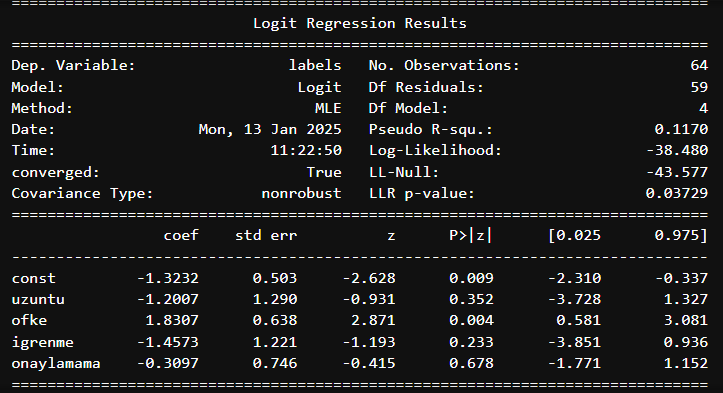 ==============================================================================
Logit Regression Results
==============================================================================
Dep. Variable: labels No. Observations: 64
Model: Logit Df Residuals: 59
Method: MLE Df Model: 4
Date: Mon, 13 Jan 2025 Pseudo R-squ.: 0.1170
Time: 11:22:50 Log-Likelihood: -38.480
converged: True LL-Null: -43.577
Covariance Type: nonrobust LLR p-value: 0.03729
==============================================================================
coef std err z P>|z| [0.025 0.975]
------------------------------------------------------------------------------
const -1.3232 0.503 -2.628 0.009 -2.310 -0.337
uzuntu -1.2007 1.290 -0.931 0.352 -3.728 1.327
ofke 1.8307 0.638 2.871 0.004 0.581 3.081
igrenme -1.4573 1.221 -1.193 0.233 -3.851 0.936
onaylamama -0.3097 0.746 -0.415 0.678 -1.771 1.152
==============================================================================